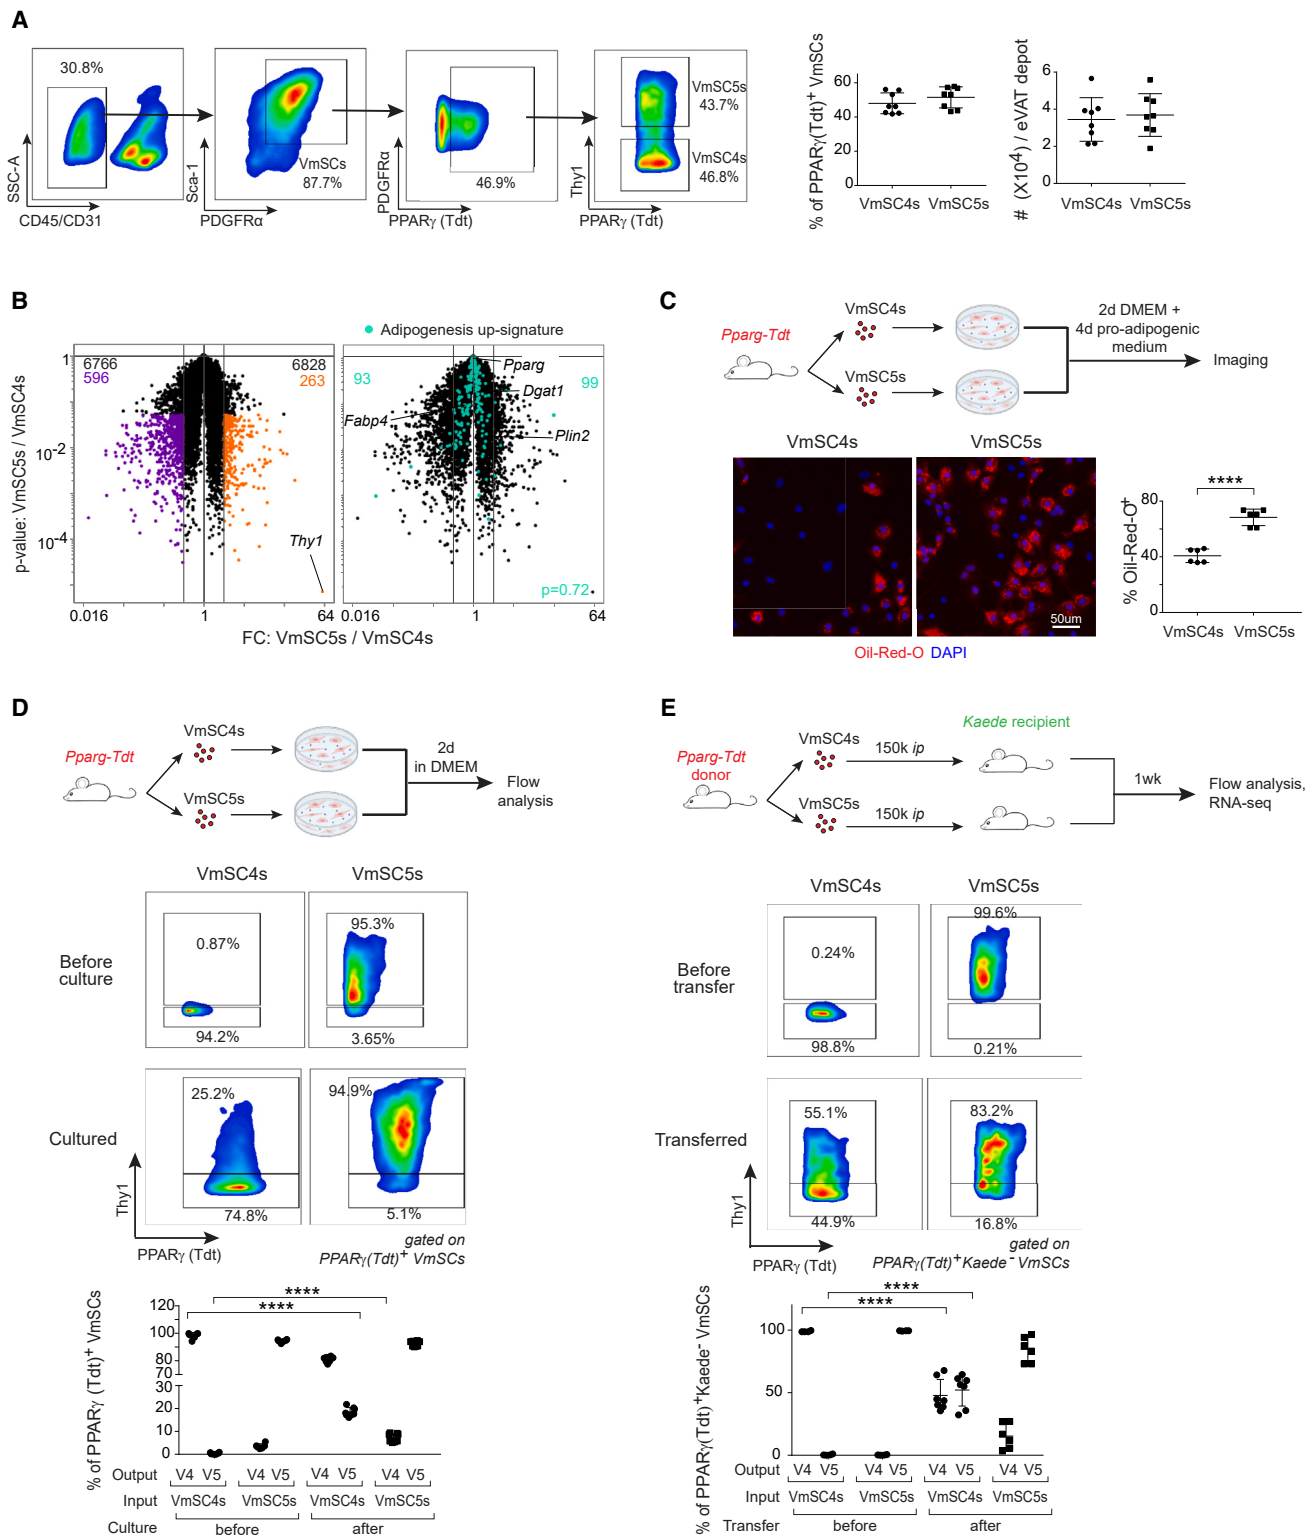 A
30.8%
SSC-A
CD45/CD31
Sca-1
VmSCs
87.7%
PDGFRα
PDGFRα
46.9%
PPARγ (Tdt)
Thy1
VmSC5s
43.7%
VmSC4s
46.8%
PPARγ (Tdt)
% of PPARγ(Tdt)+ VmSCs
60
40
20
0
VmSC4s VmSC5s
# (X10⁴) / eVAT depot
6
4
2
0
VmSC4s VmSC5s
B
Adipogenesis up-signature
p-value: VmSC5s / VmSC4s
1
10⁻²
10⁻⁴
6766
596
6828
263
Thy1
0.016 1 64
93
99
Pparg
Dgat1
Fabp4
Plin2
p=0.72
0.016 1 64
FC: VmSC5s / VmSC4s
C
Pparg-Tdt
VmSC4s
VmSC5s
2d DMEM +
4d pro-adipogenic
medium
Imaging
VmSC4s VmSC5s
50um
Oil-Red-O DAPI
% Oil-Red-O+
80
40
0
****
VmSC4s VmSC5s
D
Pparg-Tdt
VmSC4s
VmSC5s
2d
in DMEM
Flow
analysis
VmSC4s VmSC5s
Before
culture
0.87%
94.2%
95.3%
3.65%
Cultured
25.2%
74.8%
94.9%
5.1%
Thy1
PPARγ (Tdt)
gated on
PPARγ(Tdt)+ VmSCs
% of PPARγ (Tdt)+ VmSCs
120
100
80
70
30
20
10
0
****
****
Output V4 V5 V4 V5 V4 V5 V4 V5
Input VmSC4s VmSC5s VmSC4s VmSC5s
Culture before after
E
Pparg-Tdt
donor
VmSC4s
VmSC5s
150k ip
150k ip
Kaede recipient
1wk
Flow analysis,
RNA-seq
VmSC4s VmSC5s
Before
transfer
0.24%
98.8%
99.6%
0.21%
Transferred
55.1%
44.9%
83.2%
16.8%
Thy1
PPARγ (Tdt)
gated on
PPARγ(Tdt)+Kaede- VmSCs
% of PPARγ(Tdt)+Kaede- VmSCs
100
50
0
****
****
Output V4 V5 V4 V5 V4 V5 V4 V5
Input VmSC4s VmSC5s VmSC4s VmSC5s
Transfer before after